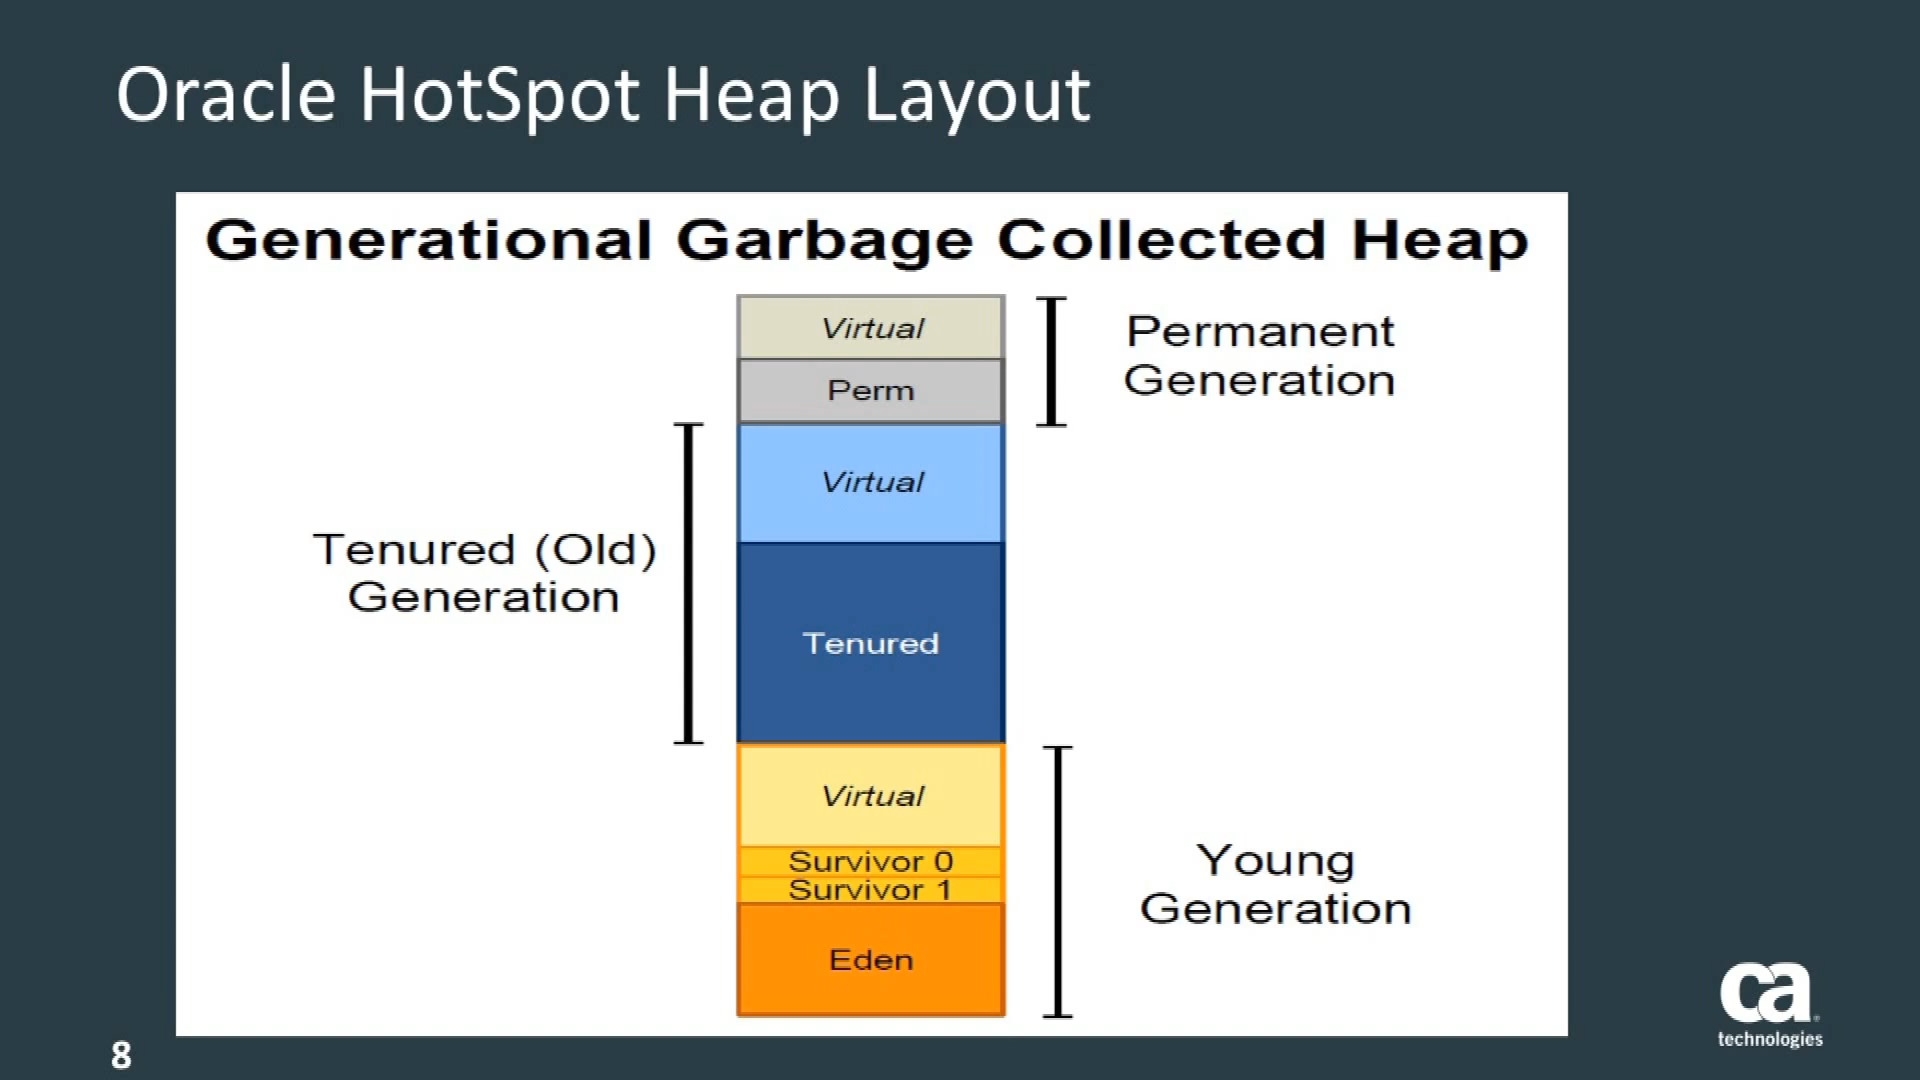 Oracle HotSpot Heap Layout
Generational Garbage Collected Heap
Virtual
Perm
Permanent
Generation
Virtual
Tenured
Tenured (Old)
Generation
Virtual
Survivor 0
Survivor 1
Eden
Young
Generation
8
ca
technologies